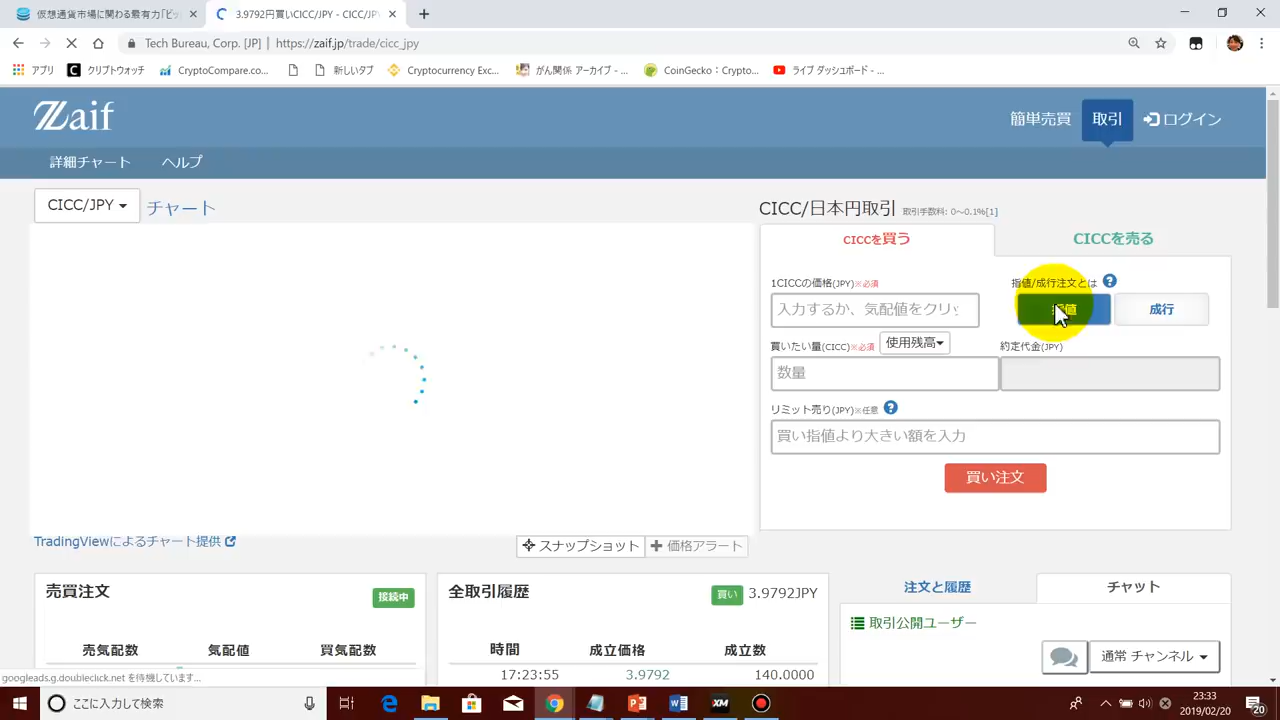 仮想通貨市場に関わる最有力「ビッ
3.9792円買いCICC/JPY - CICC/JP
Tech Bureau, Corp. [JP] | https://zaif.jp/trade/cicc_jpy
アプリ クリプトウォッチ CryptoCompare.co... 新しいタブ Cryptocurrency Exc... がん関係 アーカイブ - ... CoinGecko：Crypto... ライブ ダッシュボード - ...
Zaif
簡単売買 取引 ログイン
詳細チャート ヘルプ
CICC/JPY チャート
CICC/日本円取引 取引手数料: 0～0.1%[1]
CICCを買う CICCを売る
1CICCの価格(JPY)※必須 指値/成行注文とは ?
入力するか、気配値をクリッ
指値 成行
買いたい量(CICC)※必須 使用残高 約定代金(JPY)
数量
リミット売り(JPY)※任意 ?
買い指値より大きい額を入力
買い注文
TradingViewによるチャート提供
スナップショット 価格アラート
売買注文 接続中
売気配数 気配値 買気配数
全取引履歴 買い 3.9792JPY
時間 成立価格 成立数
17:23:55 3.9792 140.0000
注文と履歴 チャット
取引公開ユーザー
通常 チャンネル
googleads.g.doubleclick.net を待機しています...
ここに入力して検索
XM
23:33
2019/02/20
20